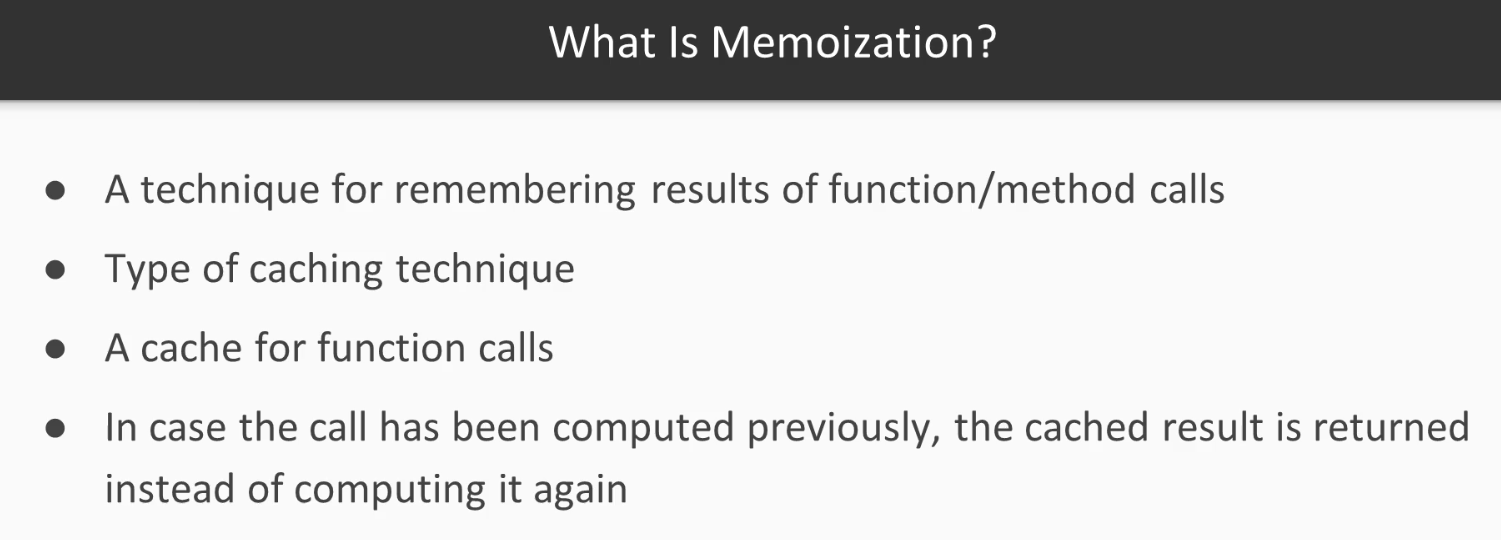 What Is Memoization?
● A technique for remembering results of function/method calls
● Type of caching technique
● A cache for function calls
● In case the call has been computed previously, the cached result is returned
instead of computing it again